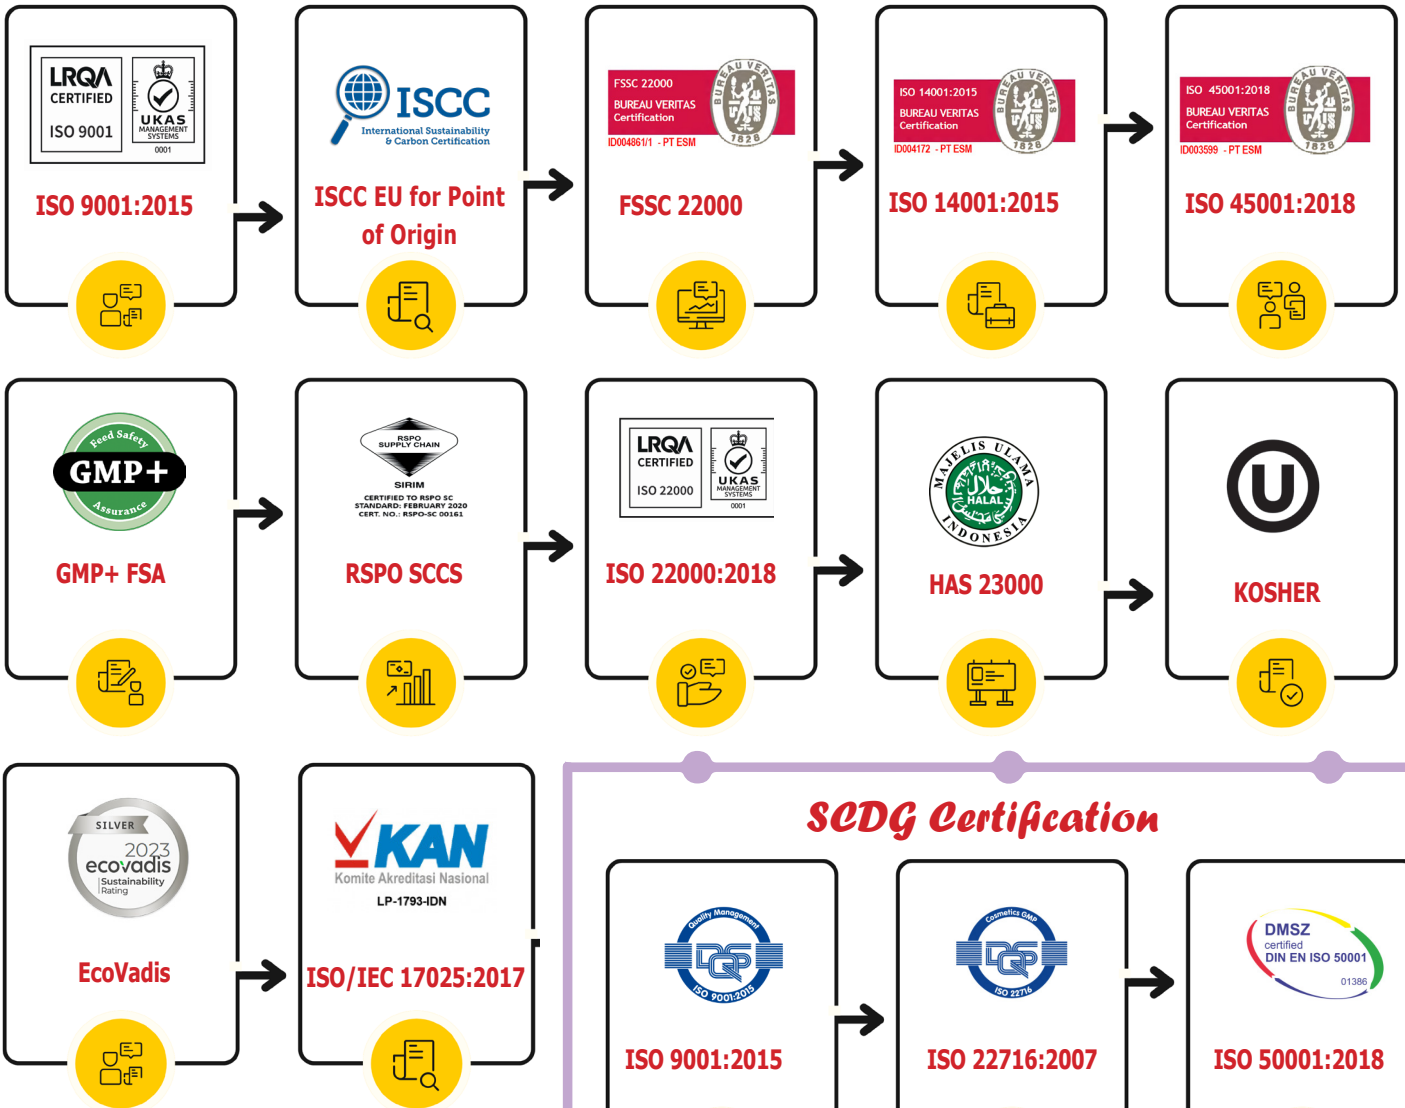 LRQA
CERTIFIED
ISO 9001
UKAS
MANAGEMENT
SYSTEMS
0001
ISO 9001:2015
ISCC
International Sustainability
& Carbon Certification
ISCC EU for Point
of Origin
FSSC 22000
BUREAU VERITAS
Certification
BUREAU VERITAS
1828
ID004861/1 - PT ESM
FSSC 22000
ISO 14001:2015
BUREAU VERITAS
Certification
BUREAU VERITAS
1828
ID004172 - PT ESM
ISO 14001:2015
ISO 45001:2018
BUREAU VERITAS
Certification
BUREAU VERITAS
1828
ID003599 - PT ESM
ISO 45001:2018
Feed Safety
GMP+
Assurance
GMP+ FSA
RSPO
SUPPLY CHAIN
SIRIM
CERTIFIED TO RSPO SC
STANDARD: FEBRUARY 2020
CERT. NO.: RSPO-SC 00161
RSPO SCCS
LRQA
CERTIFIED
ISO 22000
UKAS
MANAGEMENT
SYSTEMS
0001
ISO 22000:2018
MAJELIS ULAMA
حلال
HALAL
INDONESIA
HAS 23000
U
KOSHER
SILVER
2023
ecovadis
Sustainability
Rating
EcoVadis
KAN
Komite Akreditasi Nasional
LP-1793-IDN
ISO/IEC 17025:2017
SCDG Certification
Quality Management
DQS
ISO 9001:2015
ISO 9001:2015
Cosmetics GMP
DQS
ISO 22716
ISO 22716:2007
DMSZ
certified
DIN EN ISO 50001
01386
ISO 50001:2018